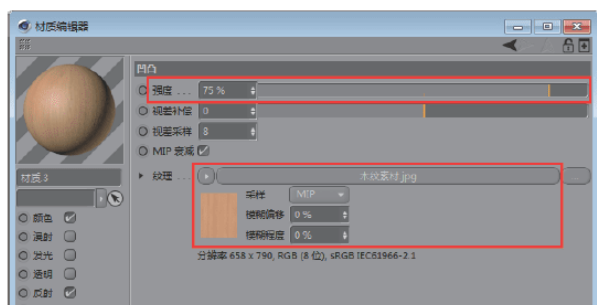 材质编辑器
凹凸
强度 . . . 75 %
视差补偿 0
视差采样 8
MIP 衰减
纹理 . . . . 木纹素材.jpg ...
采样 MIP
模糊偏移 0 %
模糊程度 0 %
分辨率 658 x 790, RGB (8 位), sRGB IEC61966-2.1
材质 3
颜色
漫射
发光
透明
反射